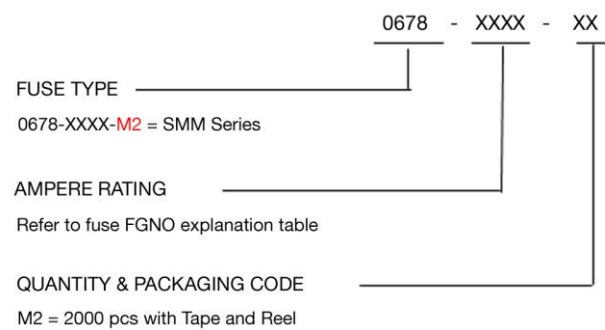 0678 - XXXX - XX
FUSE TYPE
0678-XXXX-M2 = SMM Series
AMPERE RATING
Refer to fuse FGNO explanation table
QUANTITY & PACKAGING CODE
M2 = 2000 pcs with Tape and Reel